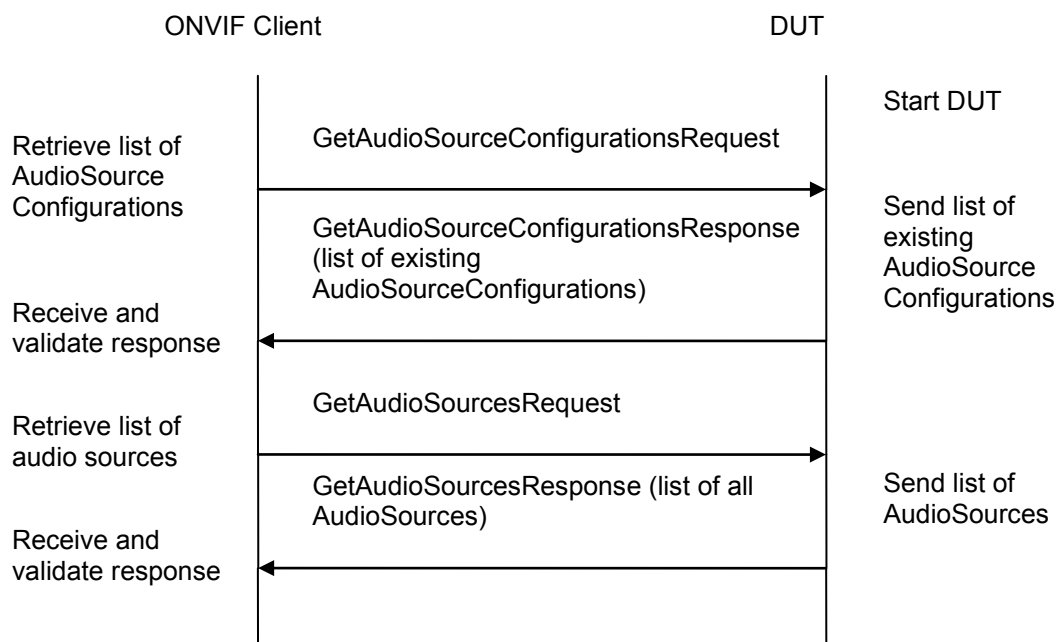 ONVIF Client
DUT
Start DUT
Retrieve list of
AudioSource
Configurations
GetAudioSourceConfigurationsRequest
GetAudioSourceConfigurationsResponse
(list of existing
AudioSourceConfigurations)
Send list of
existing
AudioSource
Configurations
Receive and
validate response
GetAudioSourcesRequest
Retrieve list of
audio sources
GetAudioSourcesResponse (list of all
AudioSources)
Send list of
AudioSources
Receive and
validate response